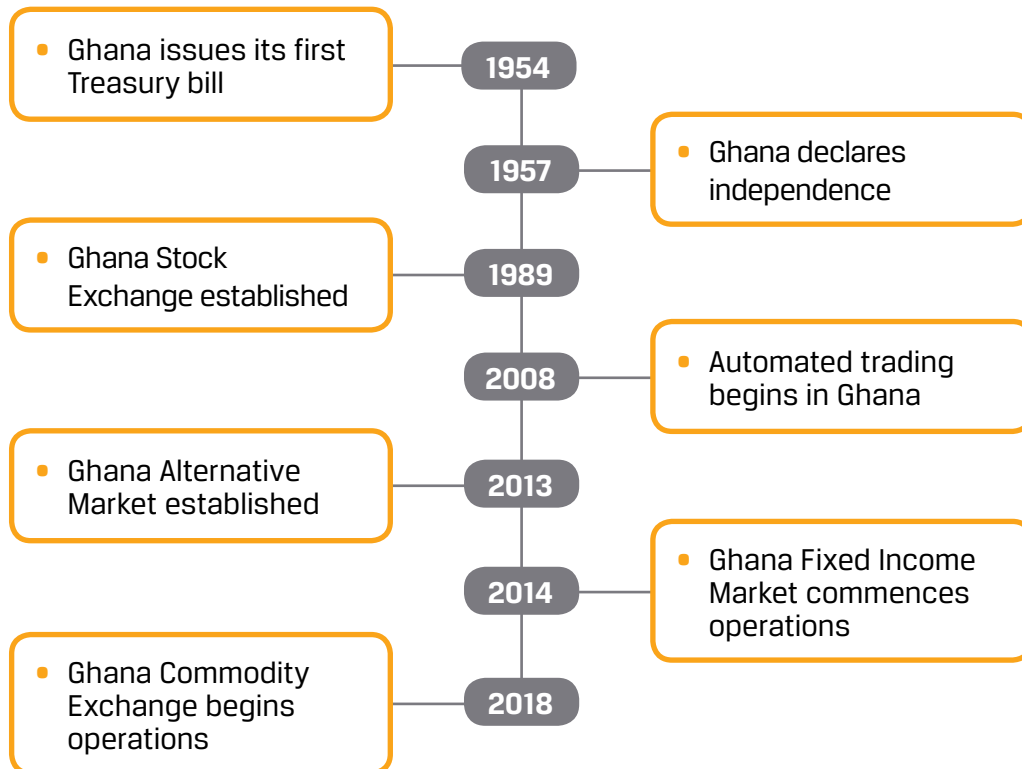 • Ghana issues its first
Treasury bill
1954
1957
• Ghana declares
independence
• Ghana Stock
Exchange established
1989
2008
• Automated trading
begins in Ghana
• Ghana Alternative
Market established
2013
2014
• Ghana Fixed Income
Market commences
operations
• Ghana Commodity
Exchange begins
operations
2018